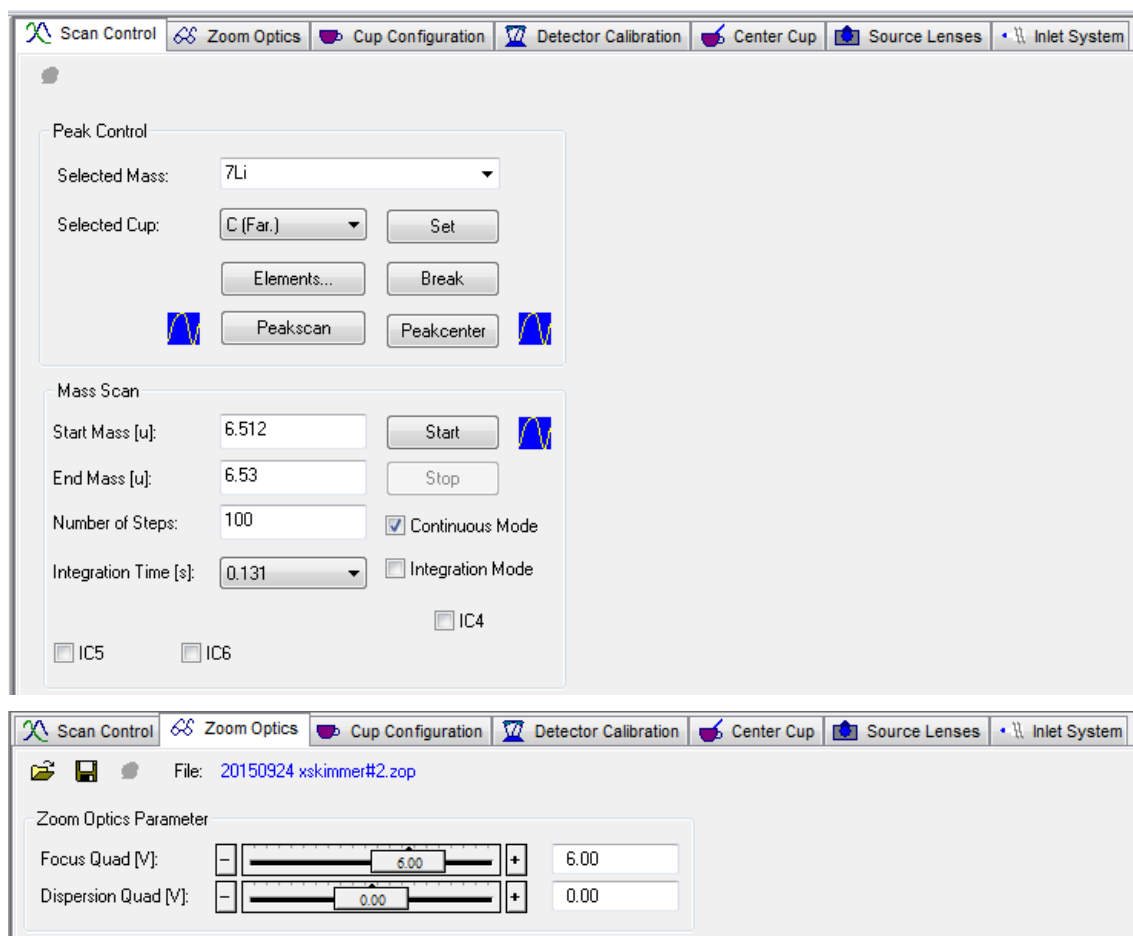 Scan Control Zoom Optics Cup Configuration Detector Calibration Center Cup Source Lenses Inlet System
Peak Control
Selected Mass: 7Li
Selected Cup: C (Far.) Set
Elements... Break
Peakscan Peakcenter
Mass Scan
Start Mass [u]: 6.512 Start
End Mass [u]: 6.53 Stop
Number of Steps: 100 Continuous Mode
Integration Time [s]: 0.131 Integration Mode
IC4
IC5 IC6
Scan Control Zoom Optics Cup Configuration Detector Calibration Center Cup Source Lenses Inlet System
File: 20150924 xskimmer#2.zop
Zoom Optics Parameter
Focus Quad [V]: - 6.00 + 6.00
Dispersion Quad [V]: - 0.00 + 0.00